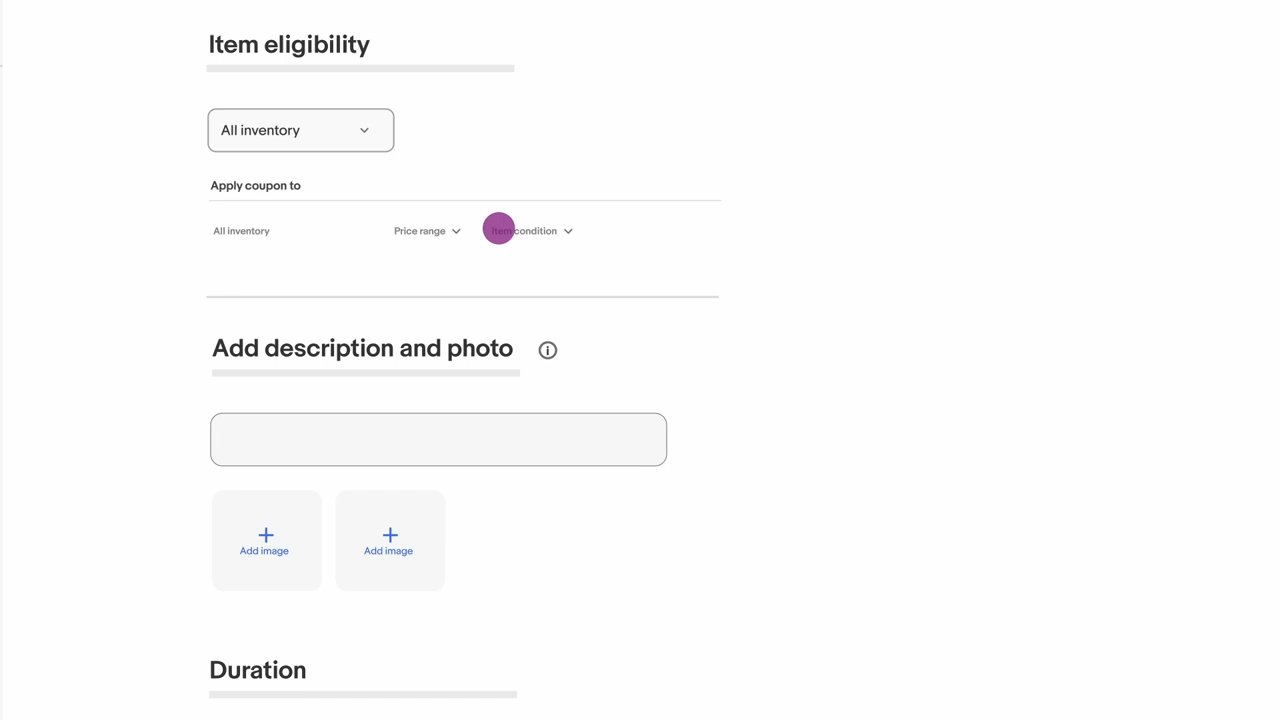 Item eligibility
All inventory
Apply coupon to
All inventory Price range Item condition
Add description and photo
Add image Add image
Duration